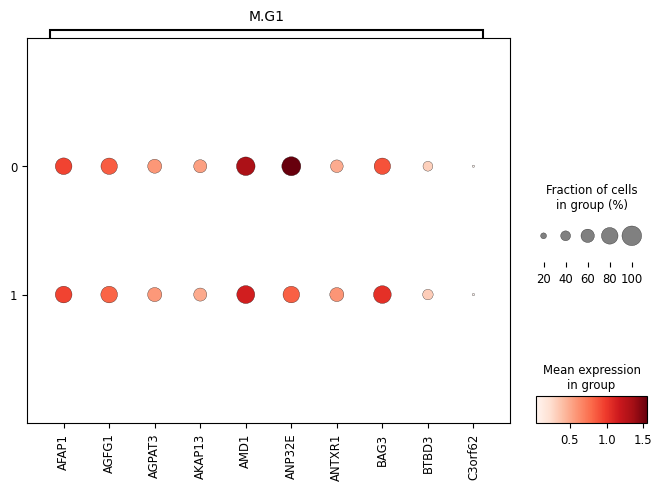 M.G1
0
1
AFAP1
AGFG1
AGPAT3
AKAP13
AMD1
ANP32E
ANTXR1
BAG3
BTBD3
C3orf62
Fraction of cells
in group (%)
20 40 60 80 100
Mean expression
in group
0.5 1.0 1.5